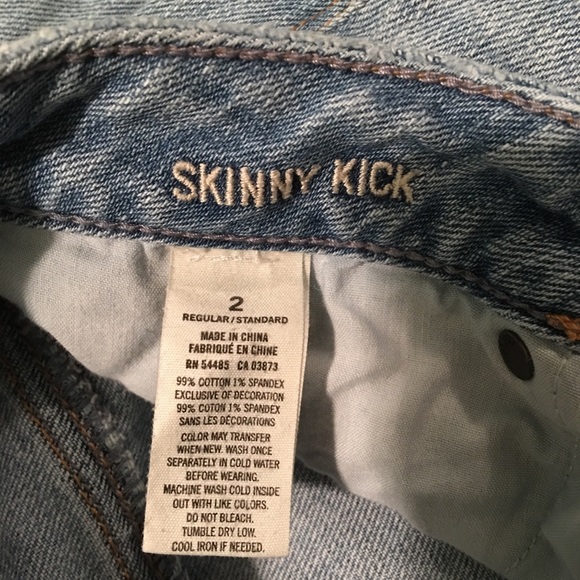 SKINNY KICK
2
REGULAR/STANDARD
MADE IN CHINA
FABRIQUÉ EN CHINE
RN 54485 CA 03873
99% COTTON 1% SPANDEX
EXCLUSIVE OF DECORATION
99% COTON 1% SPANDEX
SANS LES DÉCORATIONS
COLOR MAY TRANSFER
WHEN NEW. WASH ONCE
SEPARATELY IN COLD WATER
BEFORE WEARING.
MACHINE WASH COLD INSIDE
OUT WITH LIKE COLORS.
DO NOT BLEACH.
TUMBLE DRY LOW.
COOL IRON IF NEEDED.